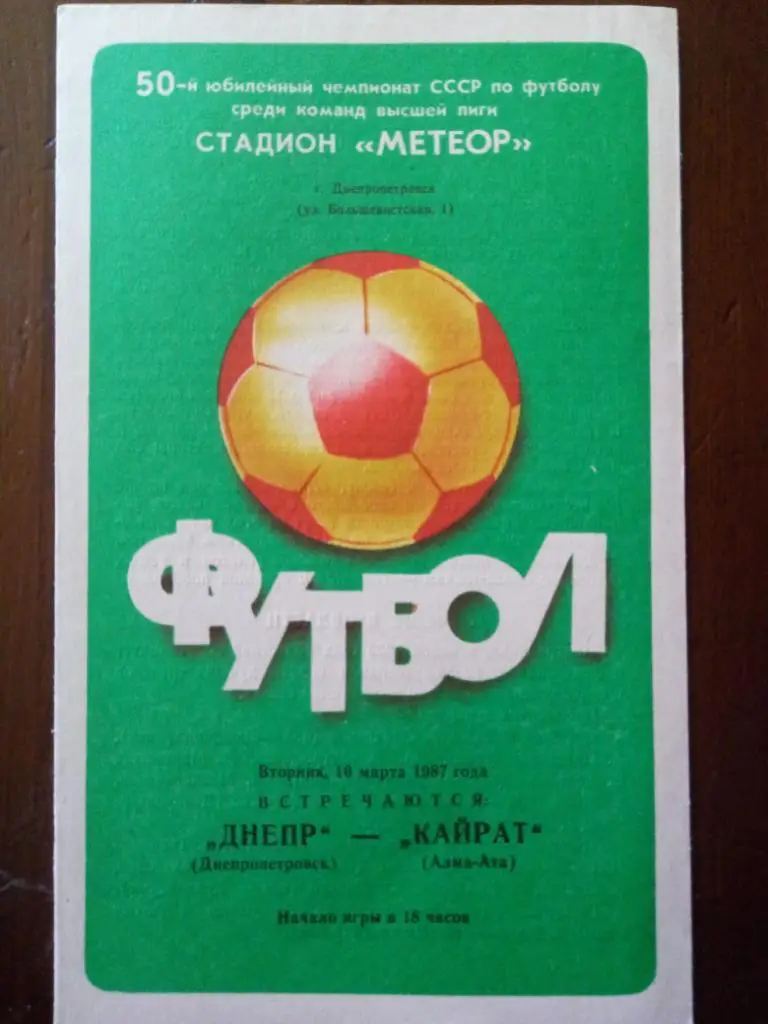 50-й юбилейный чемпионат СССР по футболу
среди команд высшей лиги
СТАДИОН «МЕТЕОР»
г. Днепропетровск
(ул. Большевистская, 1)
ФУТБОЛ
Вторник, 10 марта 1987 года
ВСТРЕЧАЮТСЯ:
„ДНЕПР“ — „КАЙРАТ“
(Днепропетровск) (Алма-Ата)
Начало игры в 18 часов